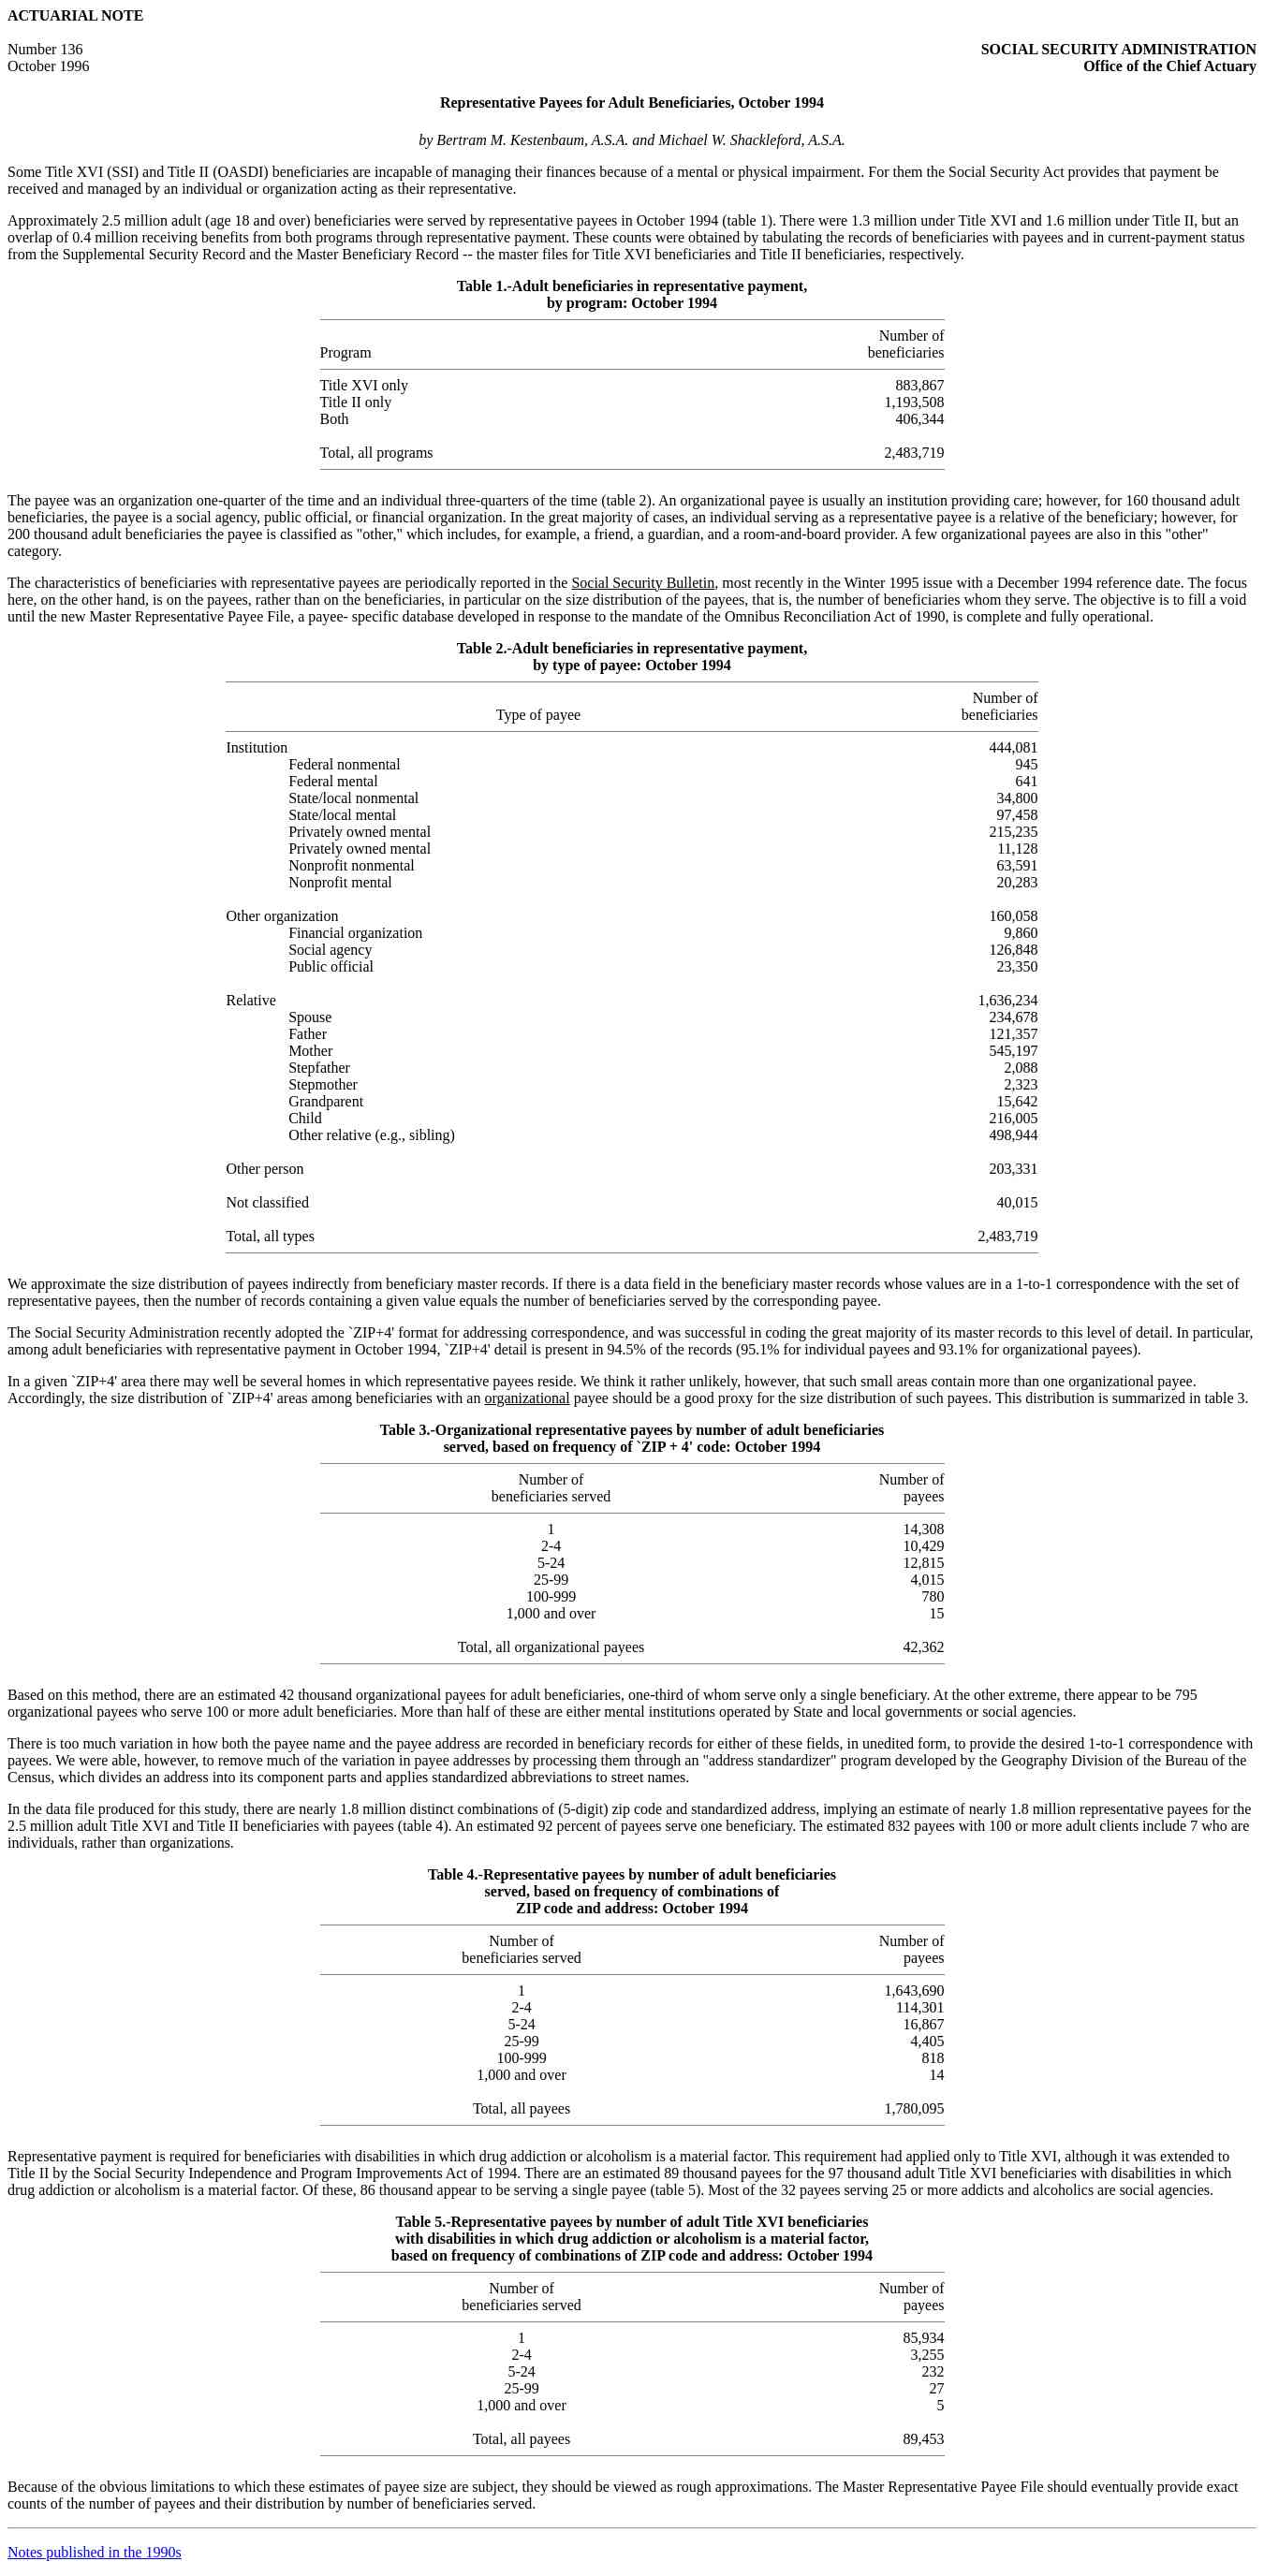 ACTUARIAL NOTE
Number 136
October 1996
SOCIAL SECURITY ADMINISTRATION
Office of the Chief Actuary
Representative Payees for Adult Beneficiaries, October 1994
by Bertram M. Kestenbaum, A.S.A. and Michael W. Shackleford, A.S.A.
Some Title XVI (SSI) and Title II (OASDI) beneficiaries are incapable of managing their finances because of a mental or physical impairment. For them the Social Security Act provides that payment be
received and managed by an individual or organization acting as their representative.
Approximately 2.5 million adult (age 18 and over) beneficiaries were served by representative payees in October 1994 (table 1). There were 1.3 million under Title XVI and 1.6 million under Title II, but an
overlap of 0.4 million receiving benefits from both programs through representative payment. These counts were obtained by tabulating the records of beneficiaries with payees and in current-payment status
from the Supplemental Security Record and the Master Beneficiary Record -- the master files for Title XVI beneficiaries and Title II beneficiaries, respectively.
Table 1.-Adult beneficiaries in representative payment,
by program: October 1994
Number of
Program beneficiaries
Title XVI only 883,867
Title II only 1,193,508
Both 406,344
Total, all programs 2,483,719
The payee was an organization one-quarter of the time and an individual three-quarters of the time (table 2). An organizational payee is usually an institution providing care; however, for 160 thousand adult
beneficiaries, the payee is a social agency, public official, or financial organization. In the great majority of cases, an individual serving as a representative payee is a relative of the beneficiary; however, for
200 thousand adult beneficiaries the payee is classified as "other," which includes, for example, a friend, a guardian, and a room-and-board provider. A few organizational payees are also in this "other"
category.
The characteristics of beneficiaries with representative payees are periodically reported in the Social Security Bulletin, most recently in the Winter 1995 issue with a December 1994 reference date. The focus
here, on the other hand, is on the payees, rather than on the beneficiaries, in particular on the size distribution of the payees, that is, the number of beneficiaries whom they serve. The objective is to fill a void
until the new Master Representative Payee File, a payee- specific database developed in response to the mandate of the Omnibus Reconciliation Act of 1990, is complete and fully operational.
Table 2.-Adult beneficiaries in representative payment,
by type of payee: October 1994
Number of
Type of payee beneficiaries
Institution 444,081
Federal nonmental 945
Federal mental 641
State/local nonmental 34,800
State/local mental 97,458
Privately owned mental 215,235
Privately owned mental 11,128
Nonprofit nonmental 63,591
Nonprofit mental 20,283
Other organization 160,058
Financial organization 9,860
Social agency 126,848
Public official 23,350
Relative 1,636,234
Spouse 234,678
Father 121,357
Mother 545,197
Stepfather 2,088
Stepmother 2,323
Grandparent 15,642
Child 216,005
Other relative (e.g., sibling) 498,944
Other person 203,331
Not classified 40,015
Total, all types 2,483,719
We approximate the size distribution of payees indirectly from beneficiary master records. If there is a data field in the beneficiary master records whose values are in a 1-to-1 correspondence with the set of
representative payees, then the number of records containing a given value equals the number of beneficiaries served by the corresponding payee.
The Social Security Administration recently adopted the `ZIP+4' format for addressing correspondence, and was successful in coding the great majority of its master records to this level of detail. In particular,
among adult beneficiaries with representative payment in October 1994, `ZIP+4' detail is present in 94.5% of the records (95.1% for individual payees and 93.1% for organizational payees).
In a given `ZIP+4' area there may well be several homes in which representative payees reside. We think it rather unlikely, however, that such small areas contain more than one organizational payee.
Accordingly, the size distribution of `ZIP+4' areas among beneficiaries with an organizational payee should be a good proxy for the size distribution of such payees. This distribution is summarized in table 3.
Table 3.-Organizational representative payees by number of adult beneficiaries
served, based on frequency of `ZIP + 4' code: October 1994
Number of Number of
beneficiaries served payees
1 14,308
2-4 10,429
5-24 12,815
25-99 4,015
100-999 780
1,000 and over 15
Total, all organizational payees 42,362
Based on this method, there are an estimated 42 thousand organizational payees for adult beneficiaries, one-third of whom serve only a single beneficiary. At the other extreme, there appear to be 795
organizational payees who serve 100 or more adult beneficiaries. More than half of these are either mental institutions operated by State and local governments or social agencies.
There is too much variation in how both the payee name and the payee address are recorded in beneficiary records for either of these fields, in unedited form, to provide the desired 1-to-1 correspondence with
payees. We were able, however, to remove much of the variation in payee addresses by processing them through an "address standardizer" program developed by the Geography Division of the Bureau of the
Census, which divides an address into its component parts and applies standardized abbreviations to street names.
In the data file produced for this study, there are nearly 1.8 million distinct combinations of (5-digit) zip code and standardized address, implying an estimate of nearly 1.8 million representative payees for the
2.5 million adult Title XVI and Title II beneficiaries with payees (table 4). An estimated 92 percent of payees serve one beneficiary. The estimated 832 payees with 100 or more adult clients include 7 who are
individuals, rather than organizations.
Table 4.-Representative payees by number of adult beneficiaries
served, based on frequency of combinations of
ZIP code and address: October 1994
Number of Number of
beneficiaries served payees
1 1,643,690
2-4 114,301
5-24 16,867
25-99 4,405
100-999 818
1,000 and over 14
Total, all payees 1,780,095
Representative payment is required for beneficiaries with disabilities in which drug addiction or alcoholism is a material factor. This requirement had applied only to Title XVI, although it was extended to
Title II by the Social Security Independence and Program Improvements Act of 1994. There are an estimated 89 thousand payees for the 97 thousand adult Title XVI beneficiaries with disabilities in which
drug addiction or alcoholism is a material factor. Of these, 86 thousand appear to be serving a single payee (table 5). Most of the 32 payees serving 25 or more addicts and alcoholics are social agencies.
Table 5.-Representative payees by number of adult Title XVI beneficiaries
with disabilities in which drug addiction or alcoholism is a material factor,
based on frequency of combinations of ZIP code and address: October 1994
Number of Number of
beneficiaries served payees
1 85,934
2-4 3,255
5-24 232
25-99 27
1,000 and over 5
Total, all payees 89,453
Because of the obvious limitations to which these estimates of payee size are subject, they should be viewed as rough approximations. The Master Representative Payee File should eventually provide exact
counts of the number of payees and their distribution by number of beneficiaries served.
Notes published in the 1990s